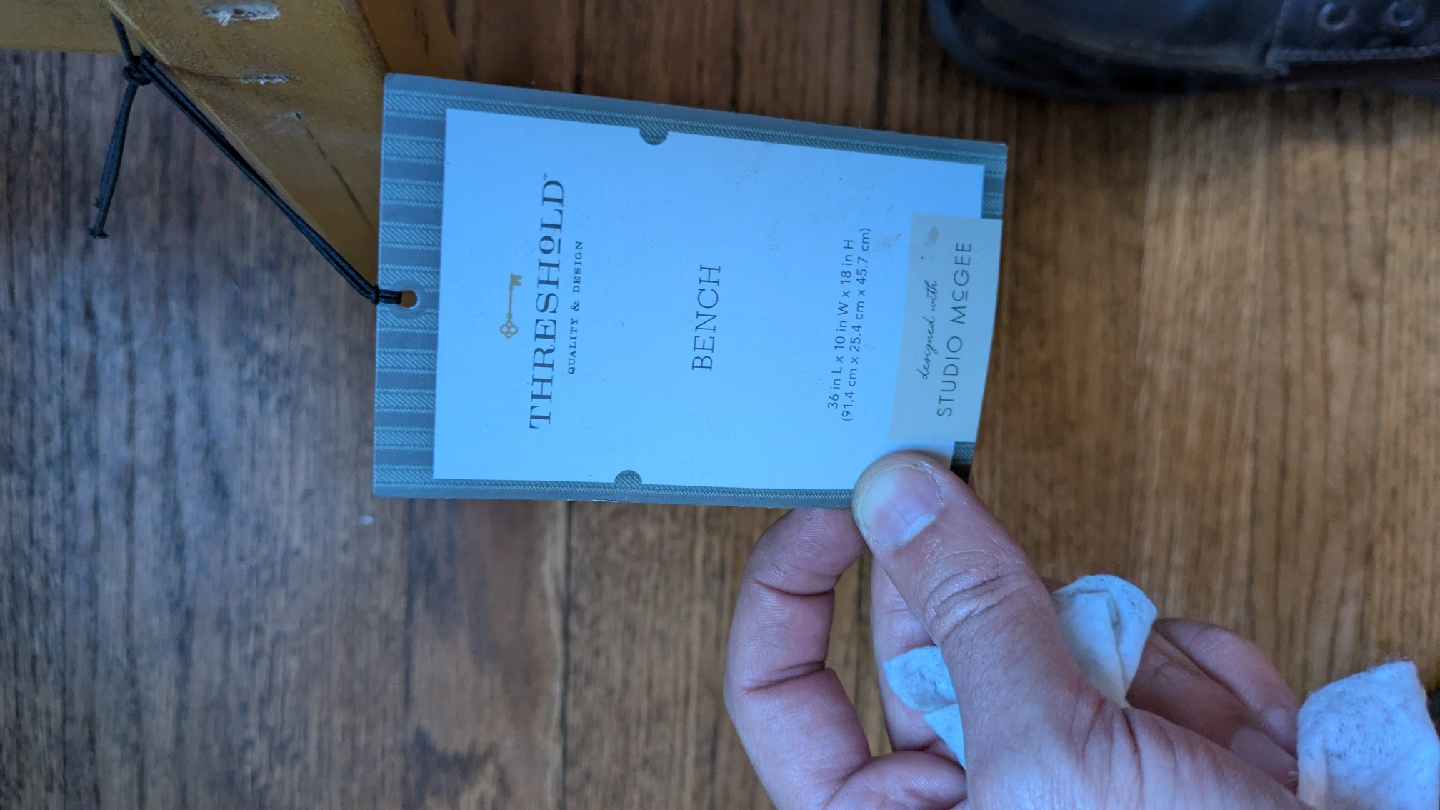 THRESHOLD™
QUALITY & DESIGN
BENCH
36 in L x 10 in W x 18 in H
(91.4 cm x 25.4 cm x 45.7 cm)
designed with
STUDIO McGEE